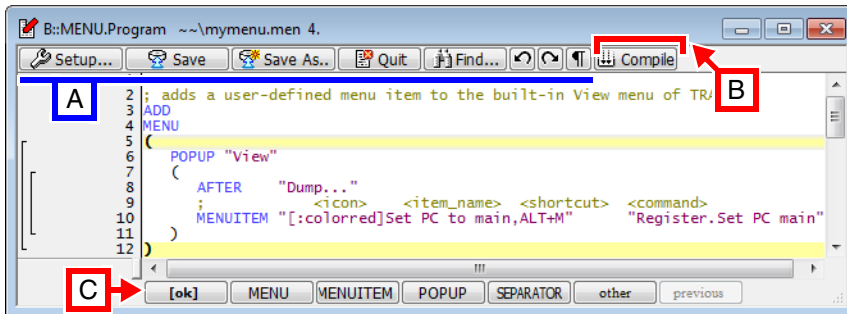 B::MENU.Program ~~\mymenu.men 4.
Setup... Save Save As.. Quit Find... ¶ Compile
A B
2 ; adds a user-defined menu item to the built-in View menu of
3 ADD
4 MENU
5 (
6 POPUP "View"
7 (
8 AFTER "Dump..."
9 ; <icon> <item_name> <shortcut> <command>
10 MENUITEM "[:colorred]Set PC to main,ALT+M" "Register.Set PC main"
11 )
12 )
C
[ok] MENU MENUITEM POPUP SEPARATOR other previous